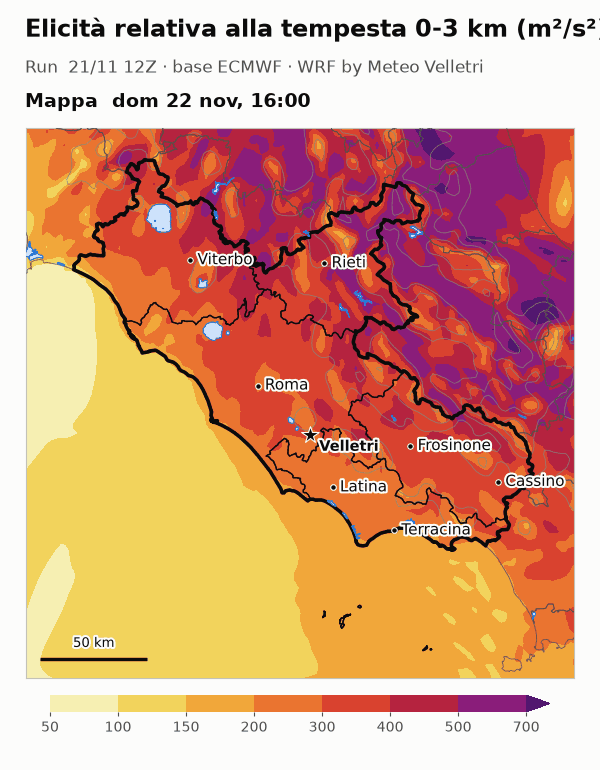 Elicità relativa alla tempesta 0-3 km (m²/s²)
Run 21/11 12Z · base ECMWF · WRF by Meteo Velletri
Mappa dom 22 nov, 16:00
Viterbo
Rieti
Roma
Velletri
Frosinone
Latina
Cassino
Terracina
50 km
50 100 150 200 300 400 500 700